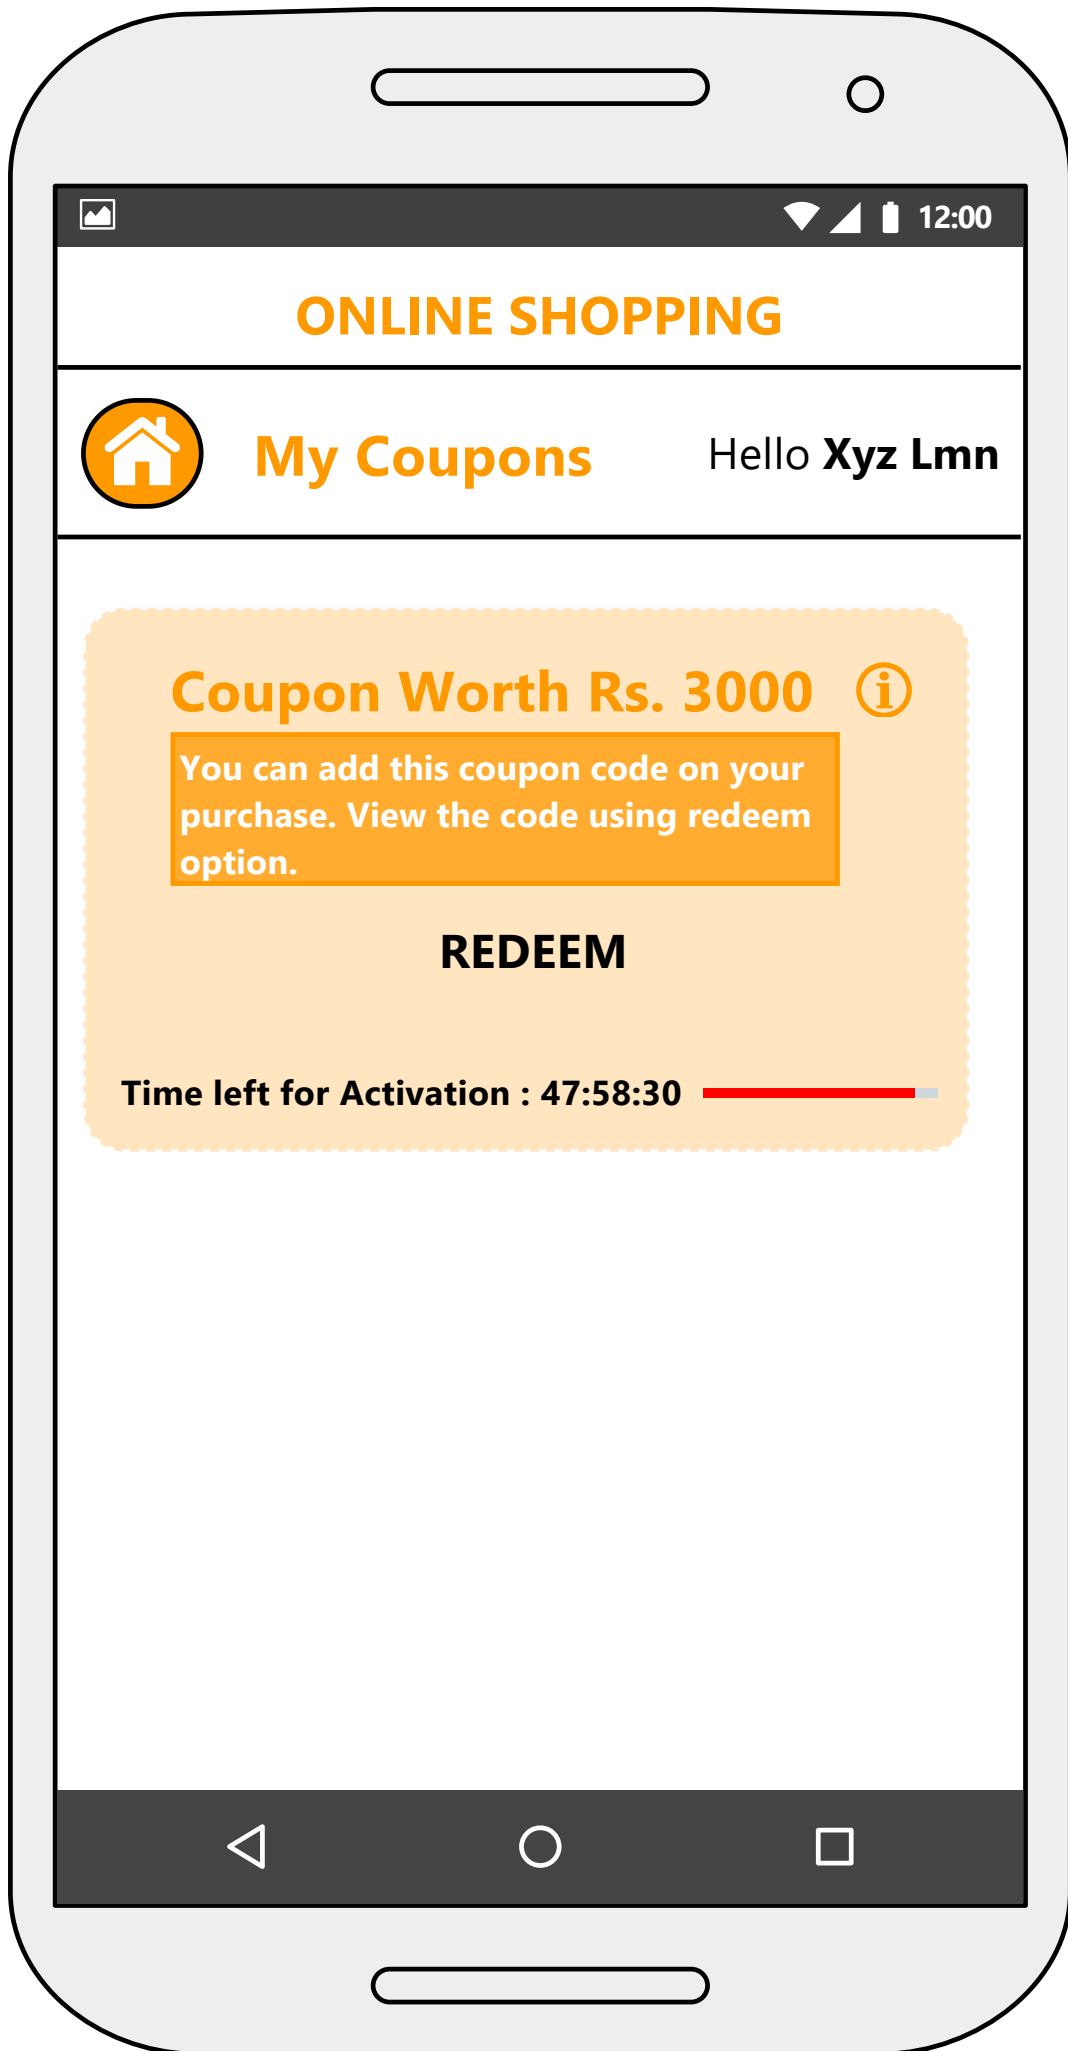 12:00
ONLINE SHOPPING
My Coupons
Hello Xyz Lmn
Coupon Worth Rs. 3000
You can add this coupon code on your
purchase. View the code using redeem
option.
REDEEM
Time left for Activation : 47:58:30